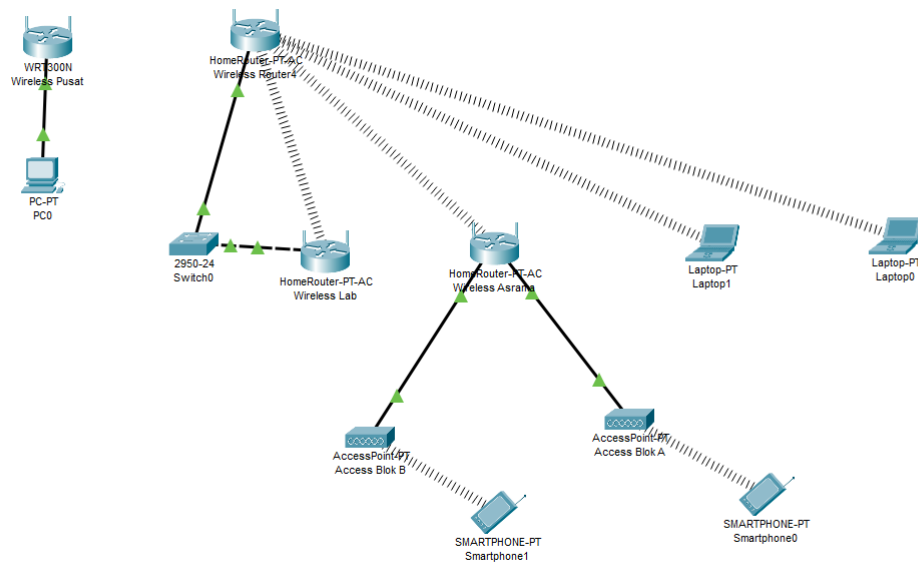 WRT300N
Wireless Pusat
HomeRouter-PT-AC
Wireless Router4
PC-PT
PC0
2950-24
Switch0
HomeRouter-PT-AC
Wireless Lab
HomeRouter-PT-AC
Wireless Asrama
Laptop-PT
Laptop1
Laptop-PT
Laptop0
AccessPoint-PT
Access Blok B
AccessPoint-PT
Access Blok A
SMARTPHONE-PT
Smartphone1
SMARTPHONE-PT
Smartphone0